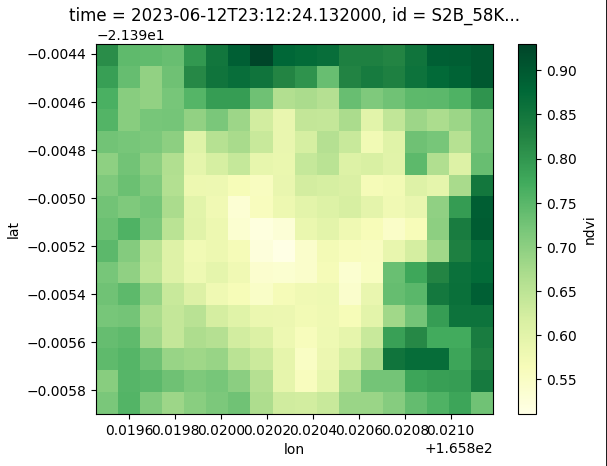 time = 2023-06-12T23:12:24.132000, id = S2B_58K...
−2.139e1
−0.0044
−0.0046
−0.0048
−0.0050
−0.0052
−0.0054
−0.0056
−0.0058
lat
0.0196 0.0198 0.0200 0.0202 0.0204 0.0206 0.0208 0.0210
lon
+1.658e2
0.90
0.85
0.80
0.75
0.70
0.65
0.60
0.55
ndvi